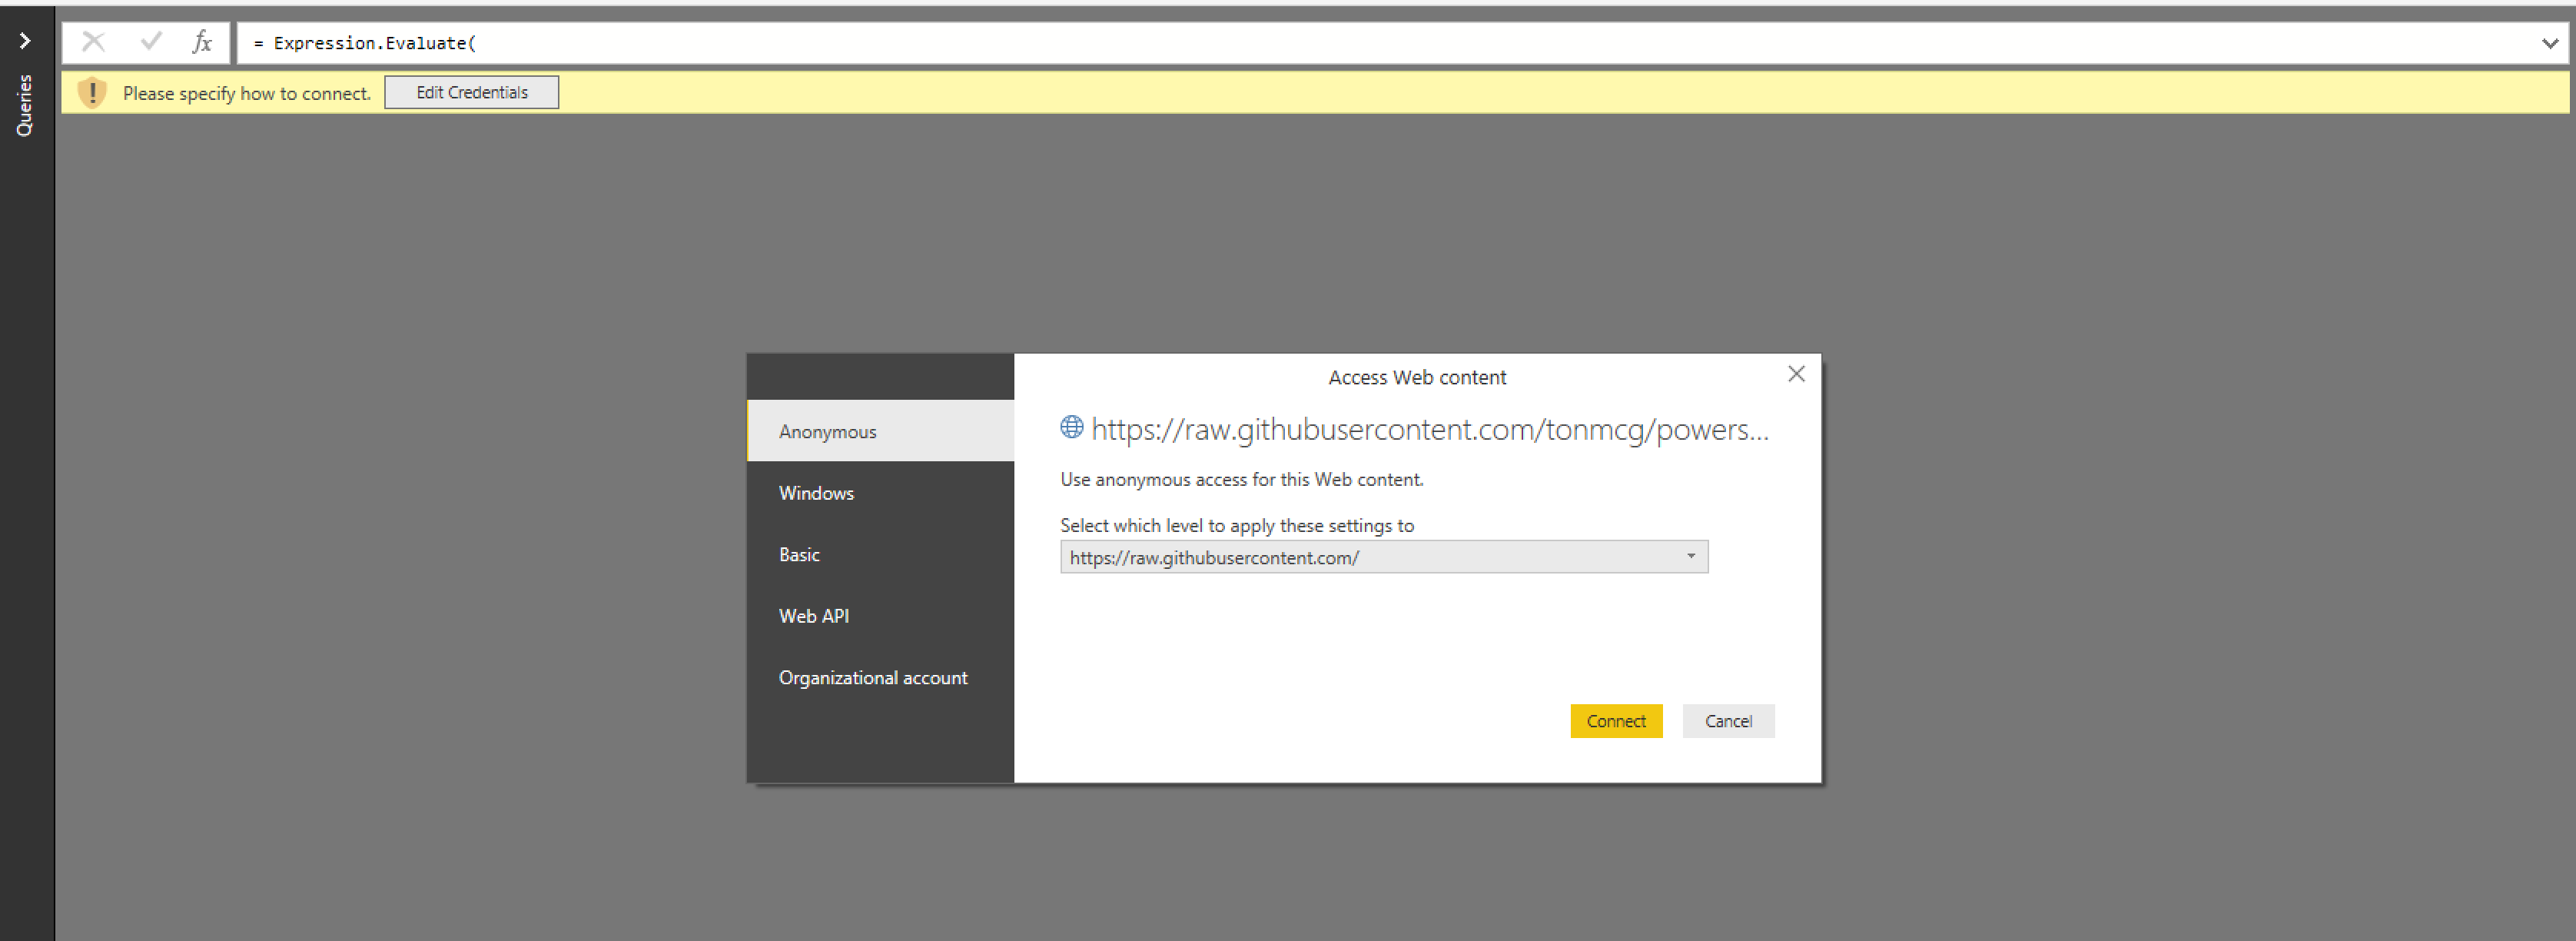 = Expression.Evaluate(
Queries
Please specify how to connect.
Edit Credentials
Access Web content
https://raw.githubusercontent.com/tonmcg/powers...
Use anonymous access for this Web content.
Select which level to apply these settings to
https://raw.githubusercontent.com/
Anonymous
Windows
Basic
Web API
Organizational account
Connect
Cancel